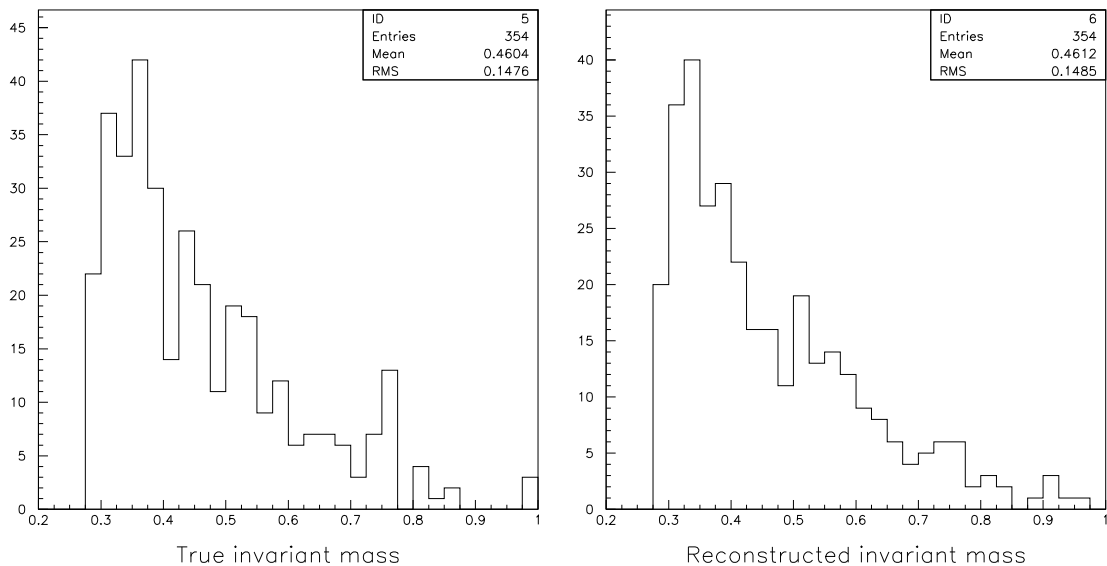 ID 5
Entries 354
Mean 0.4604
RMS 0.1476
45
40
35
30
25
20
15
10
5
0
0.2 0.3 0.4 0.5 0.6 0.7 0.8 0.9 1
True invariant mass
ID 6
Entries 354
Mean 0.4612
RMS 0.1485
40
35
30
25
20
15
10
5
0
0.2 0.3 0.4 0.5 0.6 0.7 0.8 0.9 1
Reconstructed invariant mass